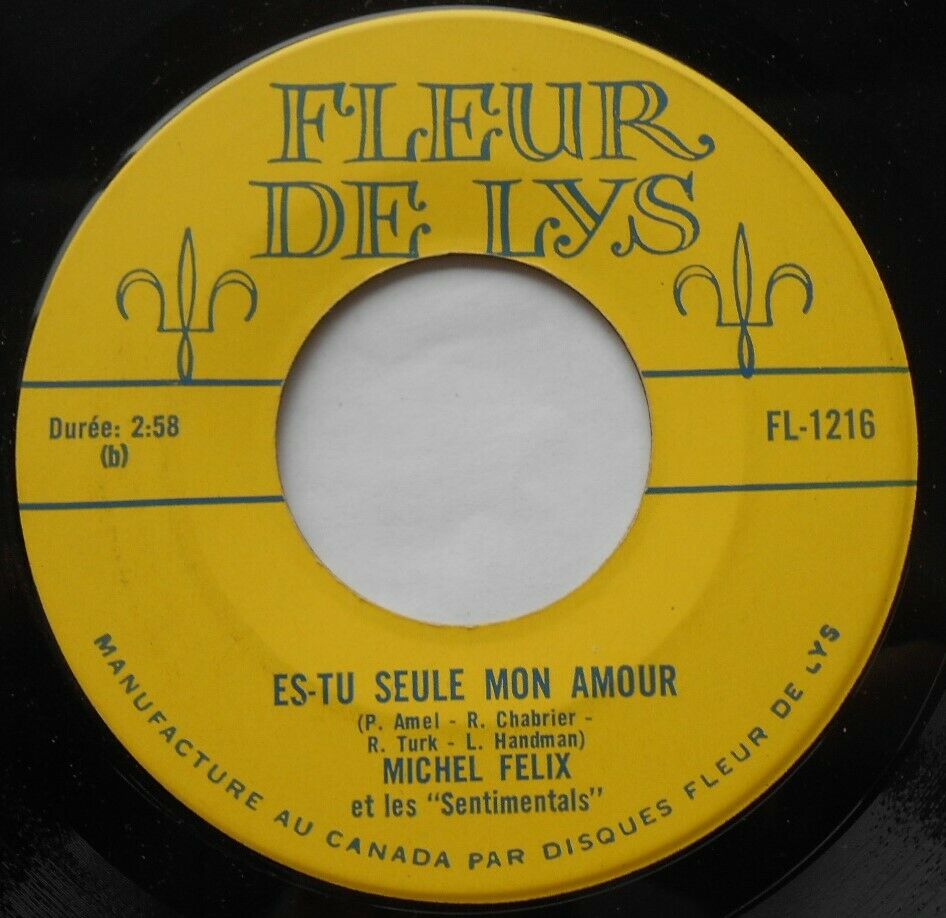 FLEUR
DE LYS
Durée: 2:58
(b)
FL-1216
ES-TU SEULE MON AMOUR
(P. Amel - R. Chabrier -
R. Turk - L. Handman)
MICHEL FELIX
et les "Sentimentals"
MANUFACTURE AU CANADA PAR DISQUES FLEUR DE LYS